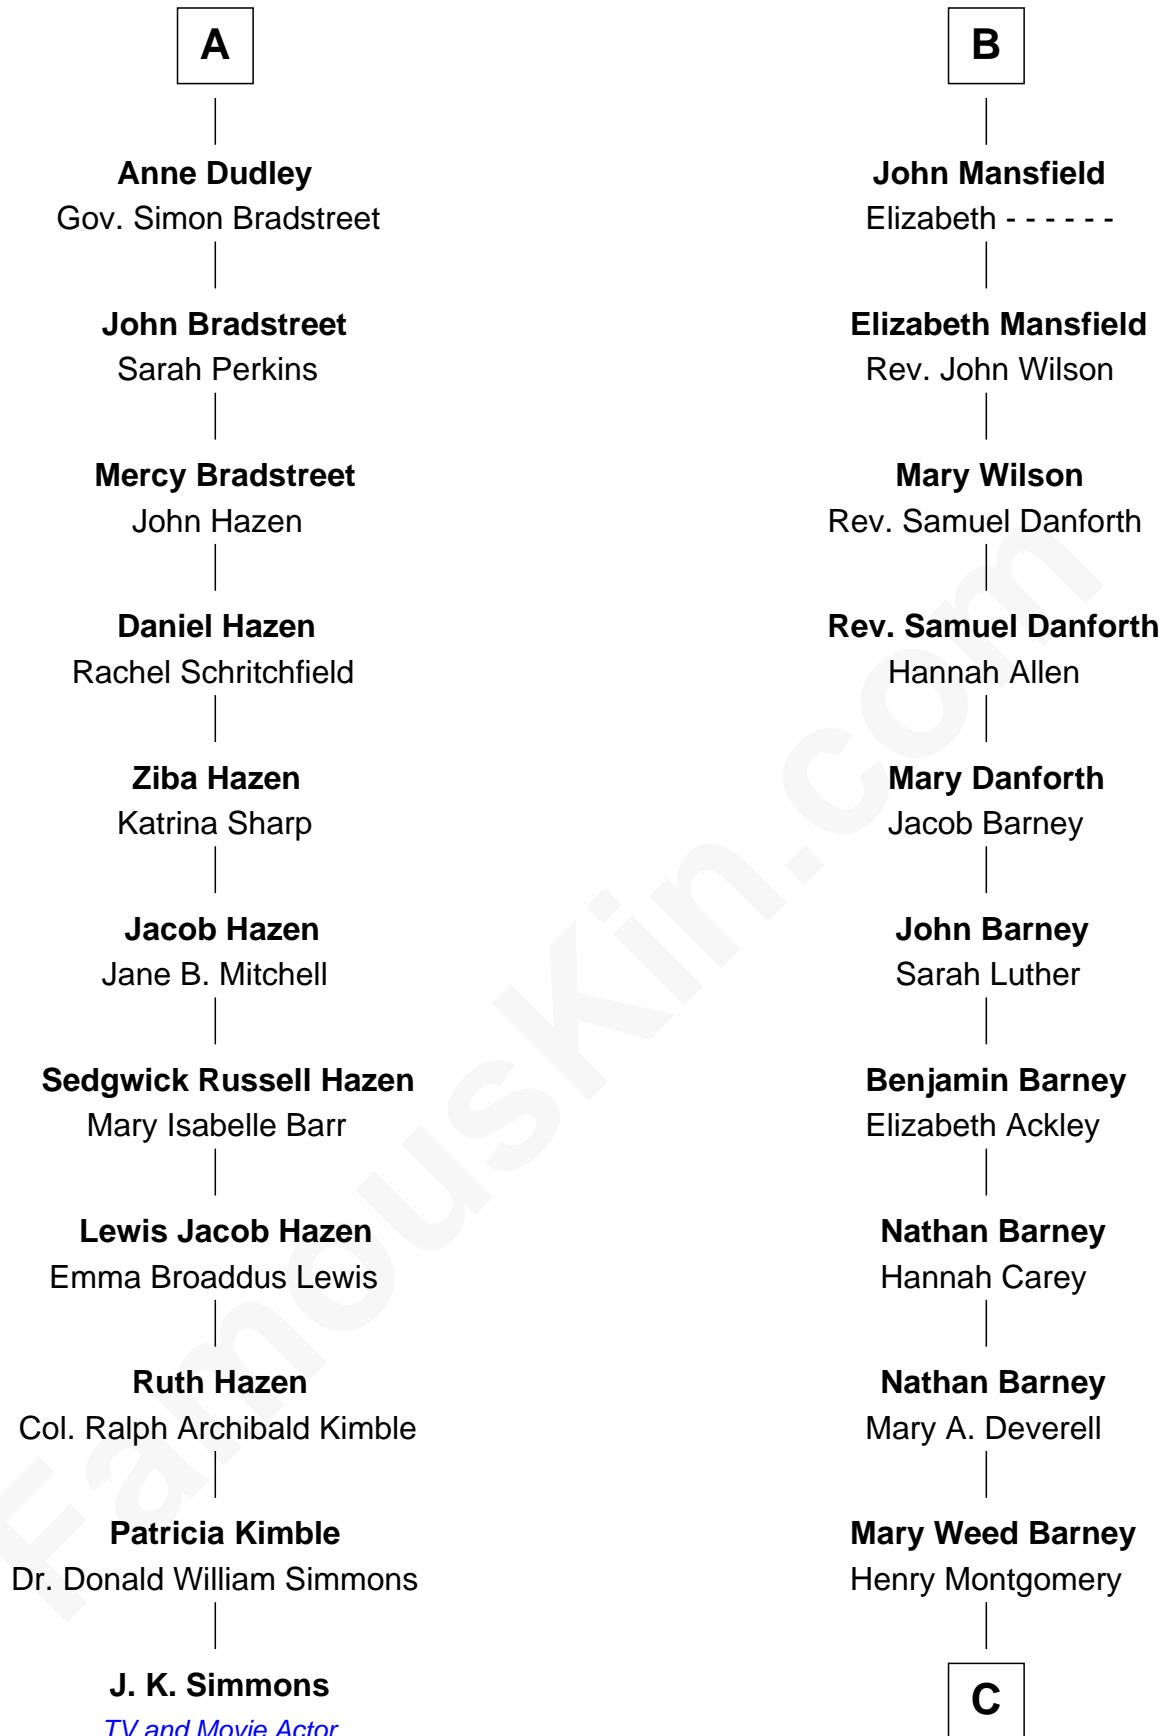 A
Anne Dudley
Gov. Simon Bradstreet
John Bradstreet
Sarah Perkins
Mercy Bradstreet
John Hazen
Daniel Hazen
Rachel Schritchfield
Ziba Hazen
Katrina Sharp
Jacob Hazen
Jane B. Mitchell
Sedgwick Russell Hazen
Mary Isabelle Barr
Lewis Jacob Hazen
Emma Broaddus Lewis
Ruth Hazen
Col. Ralph Archibald Kimble
Patricia Kimble
Dr. Donald William Simmons
J. K. Simmons
TV and Movie Actor
B
John Mansfield
Elizabeth - - - - - -
Elizabeth Mansfield
Rev. John Wilson
Mary Wilson
Rev. Samuel Danforth
Rev. Samuel Danforth
Hannah Allen
Mary Danforth
Jacob Barney
John Barney
Sarah Luther
Benjamin Barney
Elizabeth Ackley
Nathan Barney
Hannah Carey
Nathan Barney
Mary A. Deverell
Mary Weed Barney
Henry Montgomery
C
FamousKin.com